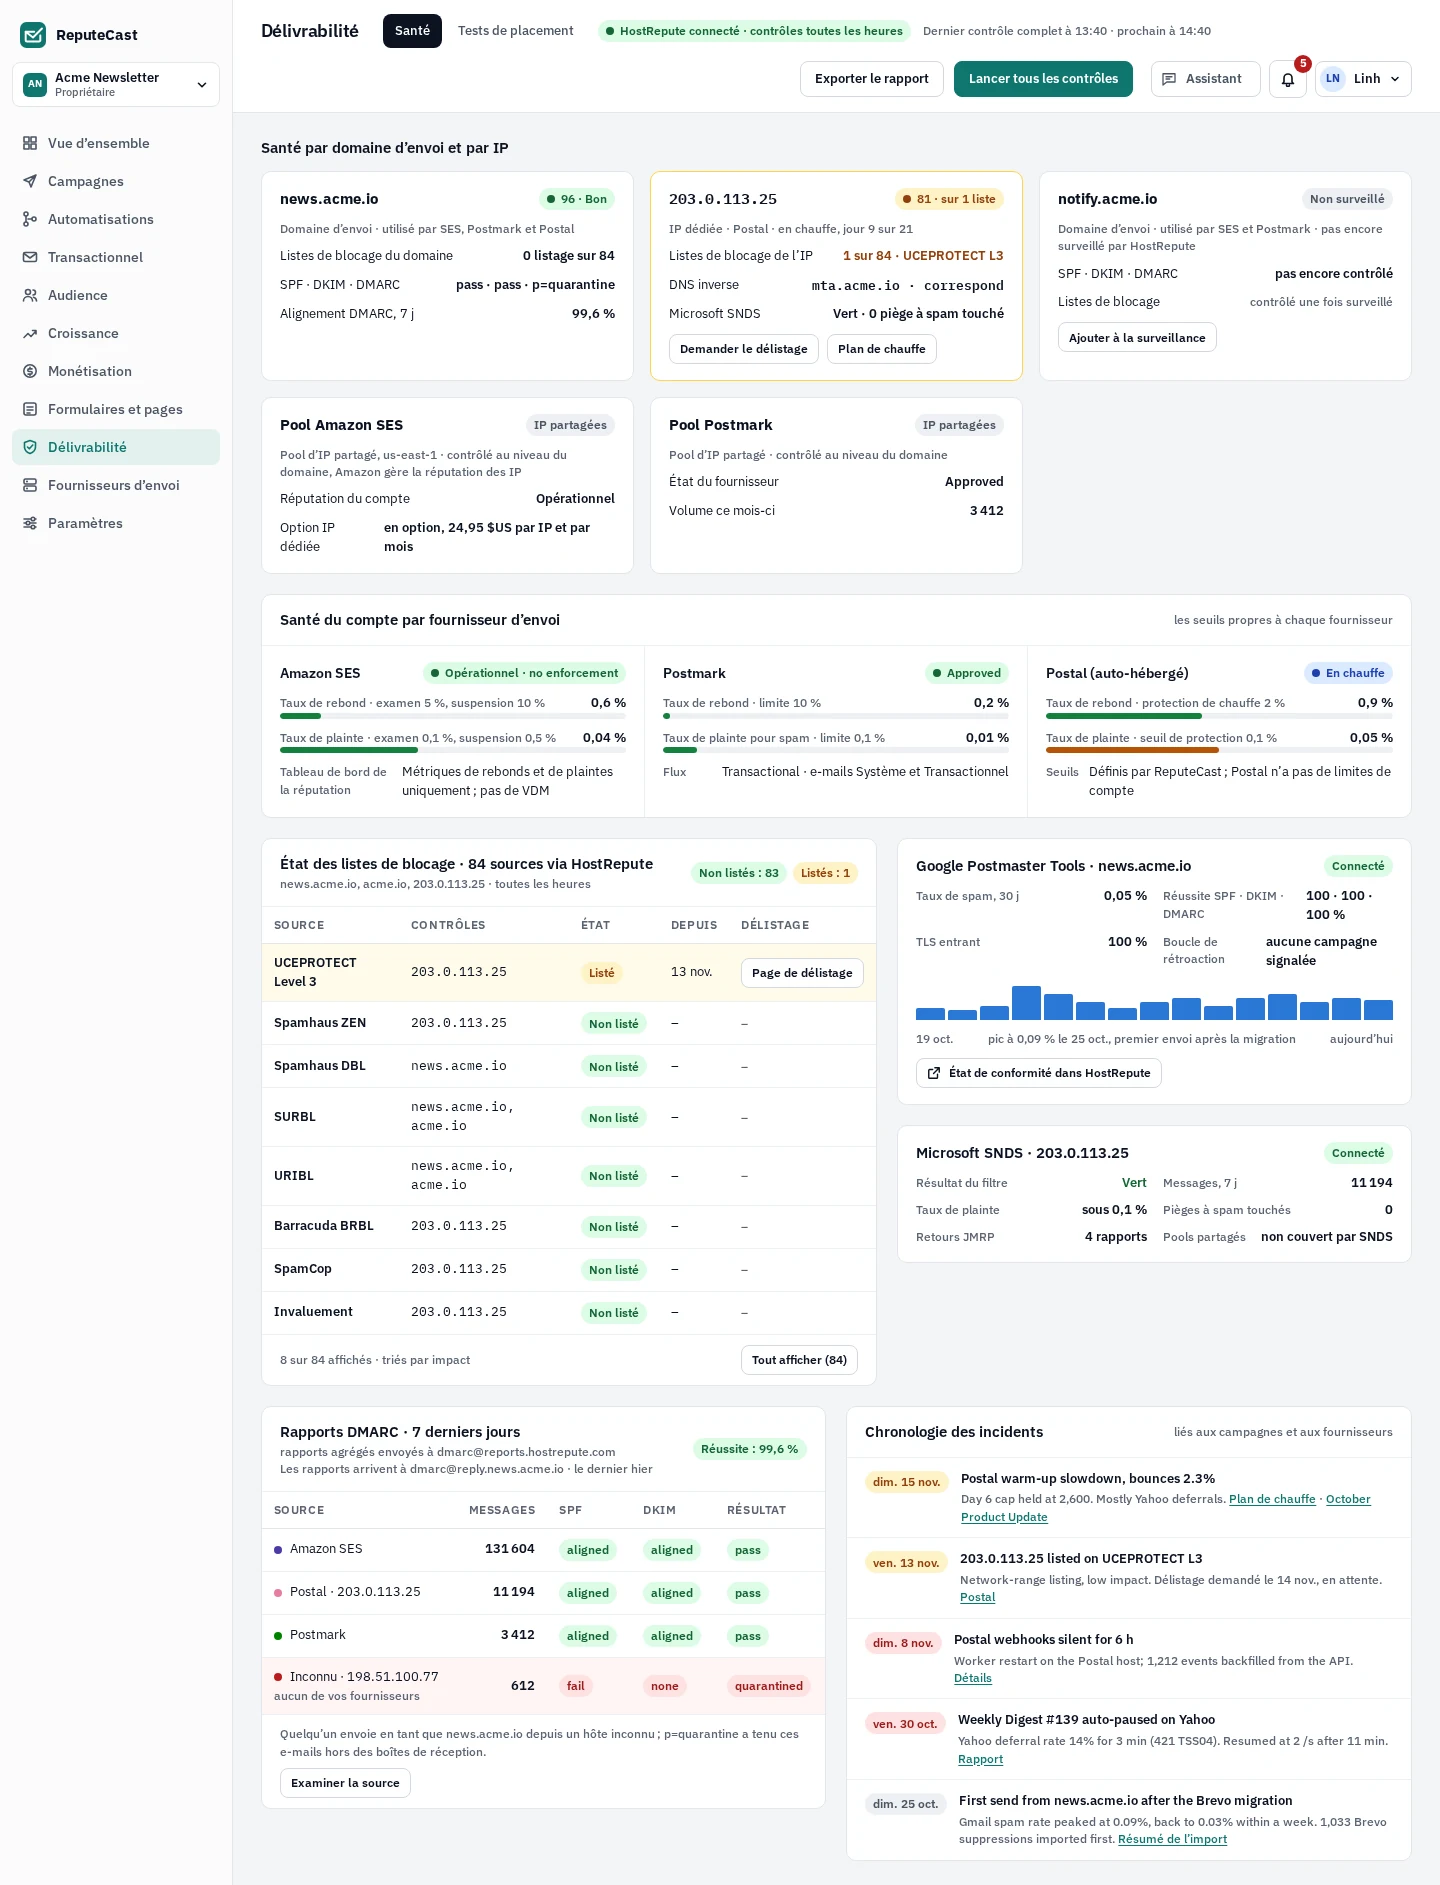 ReputeCast
AN
Acme Newsletter
Propriétaire
Vue d’ensemble
Campagnes
Automatisations
Transactionnel
Audience
Croissance
Monétisation
Formulaires et pages
Délivrabilité
Fournisseurs d’envoi
Paramètres
Délivrabilité
Santé
Tests de placement
HostRepute connecté · contrôles toutes les heures
Dernier contrôle complet à 13:40 · prochain à 14:40
Exporter le rapport
Lancer tous les contrôles
Assistant
5
LN
Linh
Santé par domaine d’envoi et par IP
news.acme.io
96 · Bon
Domaine d’envoi · utilisé par SES, Postmark et Postal
Listes de blocage du domaine
0 listage sur 84
SPF · DKIM · DMARC
pass · pass · p=quarantine
Alignement DMARC, 7 j
99,6 %
203.0.113.25
81 · sur 1 liste
IP dédiée · Postal · en chauffe, jour 9 sur 21
Listes de blocage de l’IP
1 sur 84 · UCEPROTECT L3
DNS inverse
mta.acme.io · correspond
Microsoft SNDS
Vert · 0 piège à spam touché
Demander le délistage
Plan de chauffe
notify.acme.io
Non surveillé
Domaine d’envoi · utilisé par SES et Postmark · pas encore
surveillé par HostRepute
SPF · DKIM · DMARC
pas encore contrôlé
Listes de blocage
contrôlé une fois surveillé
Ajouter à la surveillance
Pool Amazon SES
IP partagées
Pool d’IP partagé, us-east-1 · contrôlé au niveau du
domaine, Amazon gère la réputation des IP
Réputation du compte
Opérationnel
Option IP
dédiée
en option, 24,95 $US par IP et par
mois
Pool Postmark
IP partagées
Pool d’IP partagé · contrôlé au niveau du domaine
État du fournisseur
Approved
Volume ce mois-ci
3 412
Santé du compte par fournisseur d’envoi
les seuils propres à chaque fournisseur
Amazon SES
Opérationnel · no enforcement
Taux de rebond · examen 5 %, suspension 10 %
0,6 %
Taux de plainte · examen 0,1 %, suspension 0,5 %
0,04 %
Tableau de bord de
la réputation
Métriques de rebonds et de plaintes
uniquement ; pas de VDM
Postmark
Approved
Taux de rebond · limite 10 %
0,2 %
Taux de plainte pour spam · limite 0,1 %
0,01 %
Flux
Transactional · e-mails Système et Transactionnel
Postal (auto-hébergé)
En chauffe
Taux de rebond · protection de chauffe 2 %
0,9 %
Taux de plainte · seuil de protection 0,1 %
0,05 %
Seuils
Définis par ReputeCast ; Postal n’a pas de limites de
compte
État des listes de blocage · 84 sources via HostRepute
news.acme.io, acme.io, 203.0.113.25 · toutes les heures
Non listés : 83
Listés : 1
SOURCE
CONTRÔLES
ÉTAT
DEPUIS
DÉLISTAGE
UCEPROTECT
Level 3
203.0.113.25
Listé
13 nov.
Page de délistage
Spamhaus ZEN
203.0.113.25
Non listé
–
–
Spamhaus DBL
news.acme.io
Non listé
–
–
SURBL
news.acme.io,
acme.io
Non listé
–
–
URIBL
news.acme.io,
acme.io
Non listé
–
–
Barracuda BRBL
203.0.113.25
Non listé
–
–
SpamCop
203.0.113.25
Non listé
–
–
Invaluement
203.0.113.25
Non listé
–
–
8 sur 84 affichés · triés par impact
Tout afficher (84)
Google Postmaster Tools · news.acme.io
Connecté
Taux de spam, 30 j
0,05 %
Réussite SPF · DKIM ·
DMARC
100 · 100 ·
100 %
TLS entrant
100 %
Boucle de
rétroaction
aucune campagne
signalée
19 oct.
pic à 0,09 % le 25 oct., premier envoi après la migration
aujourd’hui
État de conformité dans HostRepute
Microsoft SNDS · 203.0.113.25
Connecté
Résultat du filtre
Vert
Messages, 7 j
11 194
Taux de plainte
sous 0,1 %
Pièges à spam touchés
0
Retours JMRP
4 rapports
Pools partagés
non couvert par SNDS
Rapports DMARC · 7 derniers jours
rapports agrégés envoyés à dmarc@reports.hostrepute.com
Les rapports arrivent à dmarc@reply.news.acme.io · le dernier hier
Réussite : 99,6 %
SOURCE
MESSAGES
SPF
DKIM
RÉSULTAT
Amazon SES
131 604
aligned
aligned
pass
Postal · 203.0.113.25
11 194
aligned
aligned
pass
Postmark
3 412
aligned
aligned
pass
Inconnu · 198.51.100.77
aucun de vos fournisseurs
612
fail
none
quarantined
Quelqu’un envoie en tant que news.acme.io depuis un hôte inconnu ; p=quarantine a tenu ces
e-mails hors des boîtes de réception.
Examiner la source
Chronologie des incidents
liés aux campagnes et aux fournisseurs
dim. 15 nov.
Postal warm-up slowdown, bounces 2.3%
Day 6 cap held at 2,600. Mostly Yahoo deferrals. Plan de chauffe · October
Product Update
ven. 13 nov.
203.0.113.25 listed on UCEPROTECT L3
Network-range listing, low impact. Délistage demandé le 14 nov., en attente.
Postal
dim. 8 nov.
Postal webhooks silent for 6 h
Worker restart on the Postal host; 1,212 events backfilled from the API.
Détails
ven. 30 oct.
Weekly Digest #139 auto-paused on Yahoo
Yahoo deferral rate 14% for 3 min (421 TSS04). Resumed at 2 /s after 11 min.
Rapport
dim. 25 oct.
First send from news.acme.io after the Brevo migration
Gmail spam rate peaked at 0.09%, back to 0.03% within a week. 1,033 Brevo
suppressions imported first. Résumé de l’import